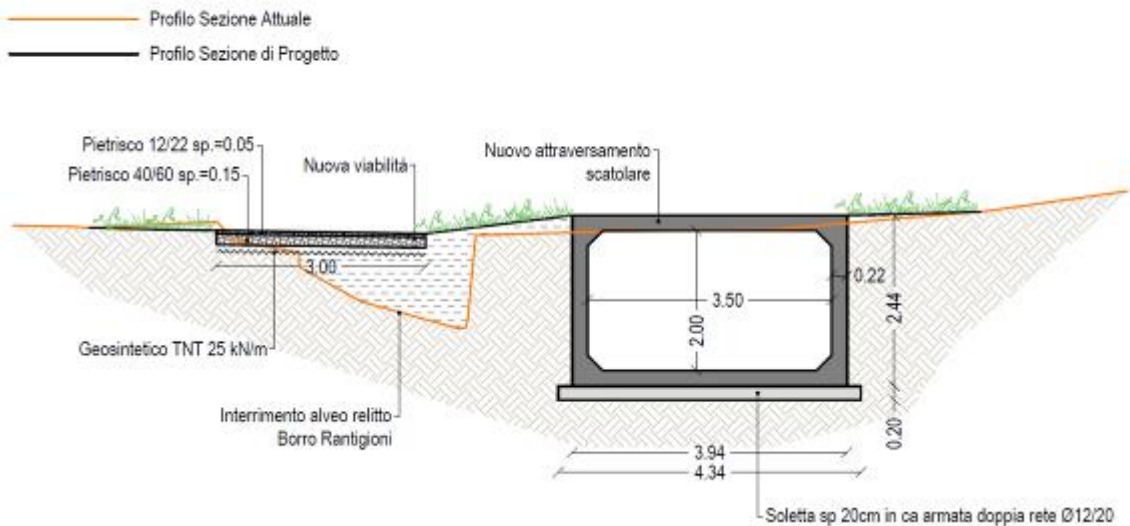 Profilo Sezione Attuale
Profilo Sezione di Progetto
Pietrisco 12/22 sp.=0.05
Pietrisco 40/60 sp.=0.15
Nuova viabilità
Nuovo attraversamento
scatolare
3.00
0.22
3.50
2.00
2.44
Geosintetico TNT 25 kN/m
Interrimento alveo relitto
Borro Rantigioni
0.20
3.94
4.34
Soletta sp 20cm in ca armata doppia rete Ø12/20